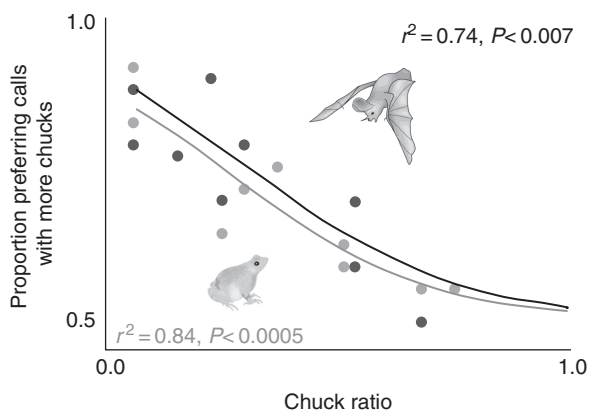 1.0
r² = 0.74, P < 0.007
Proportion preferring calls
with more chucks
0.5
r² = 0.84, P < 0.0005
0.0
1.0
Chuck ratio